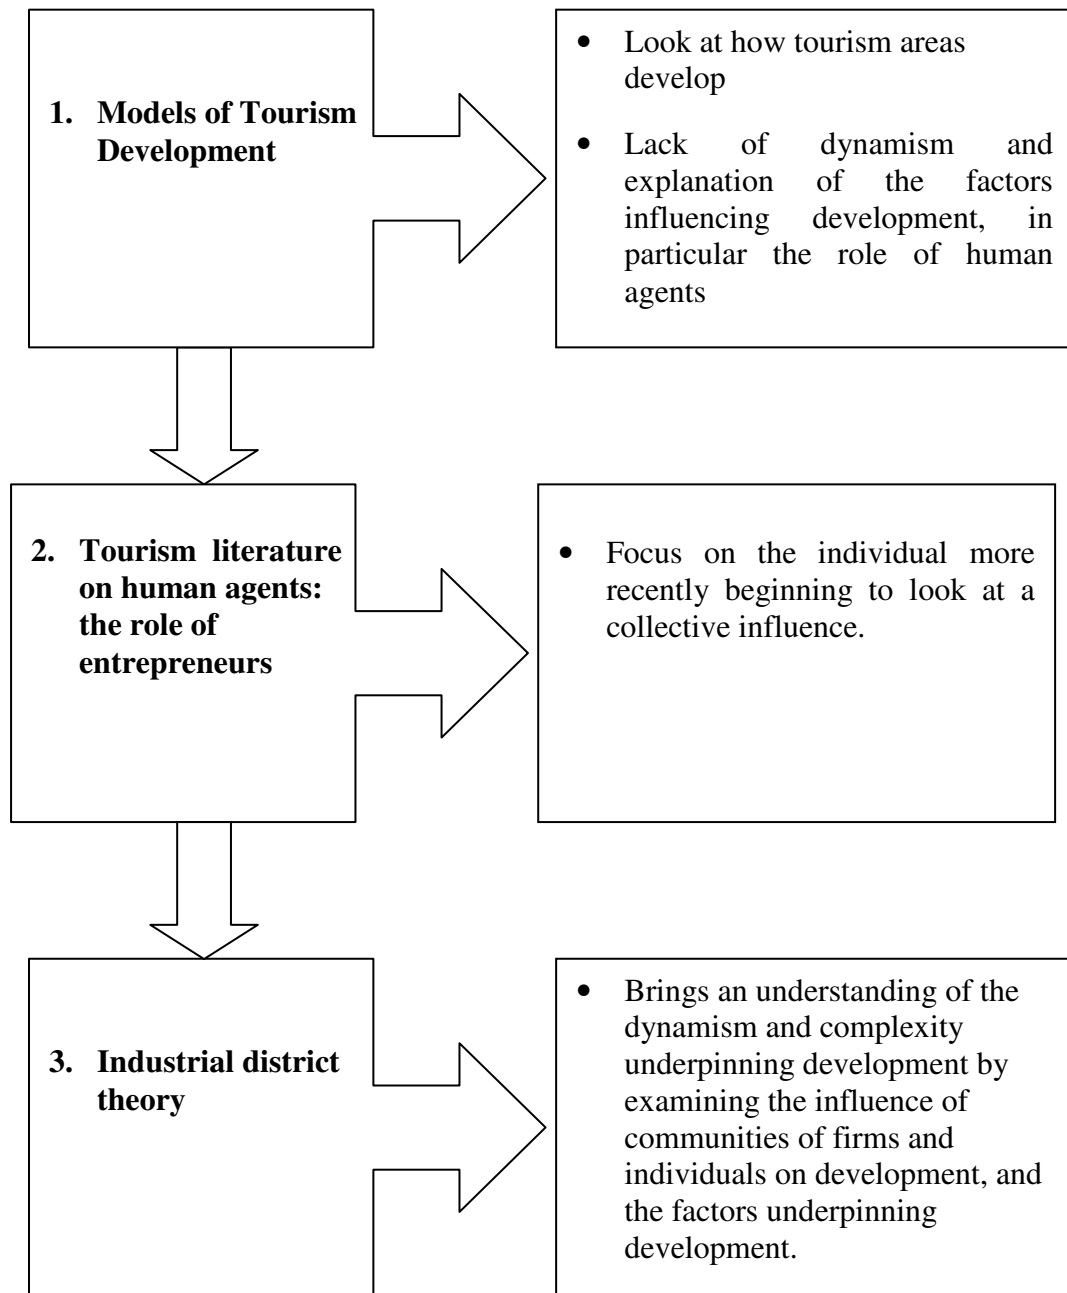 1. Models of Tourism
Development
• Look at how tourism areas
develop
• Lack of dynamism and
explanation of the factors
influencing development, in
particular the role of human
agents
2. Tourism literature
on human agents:
the role of
entrepreneurs
• Focus on the individual more
recently beginning to look at a
collective influence.
3. Industrial district
theory
• Brings an understanding of the
dynamism and complexity
underpinning development by
examining the influence of
communities of firms and
individuals on development, and
the factors underpinning
development.